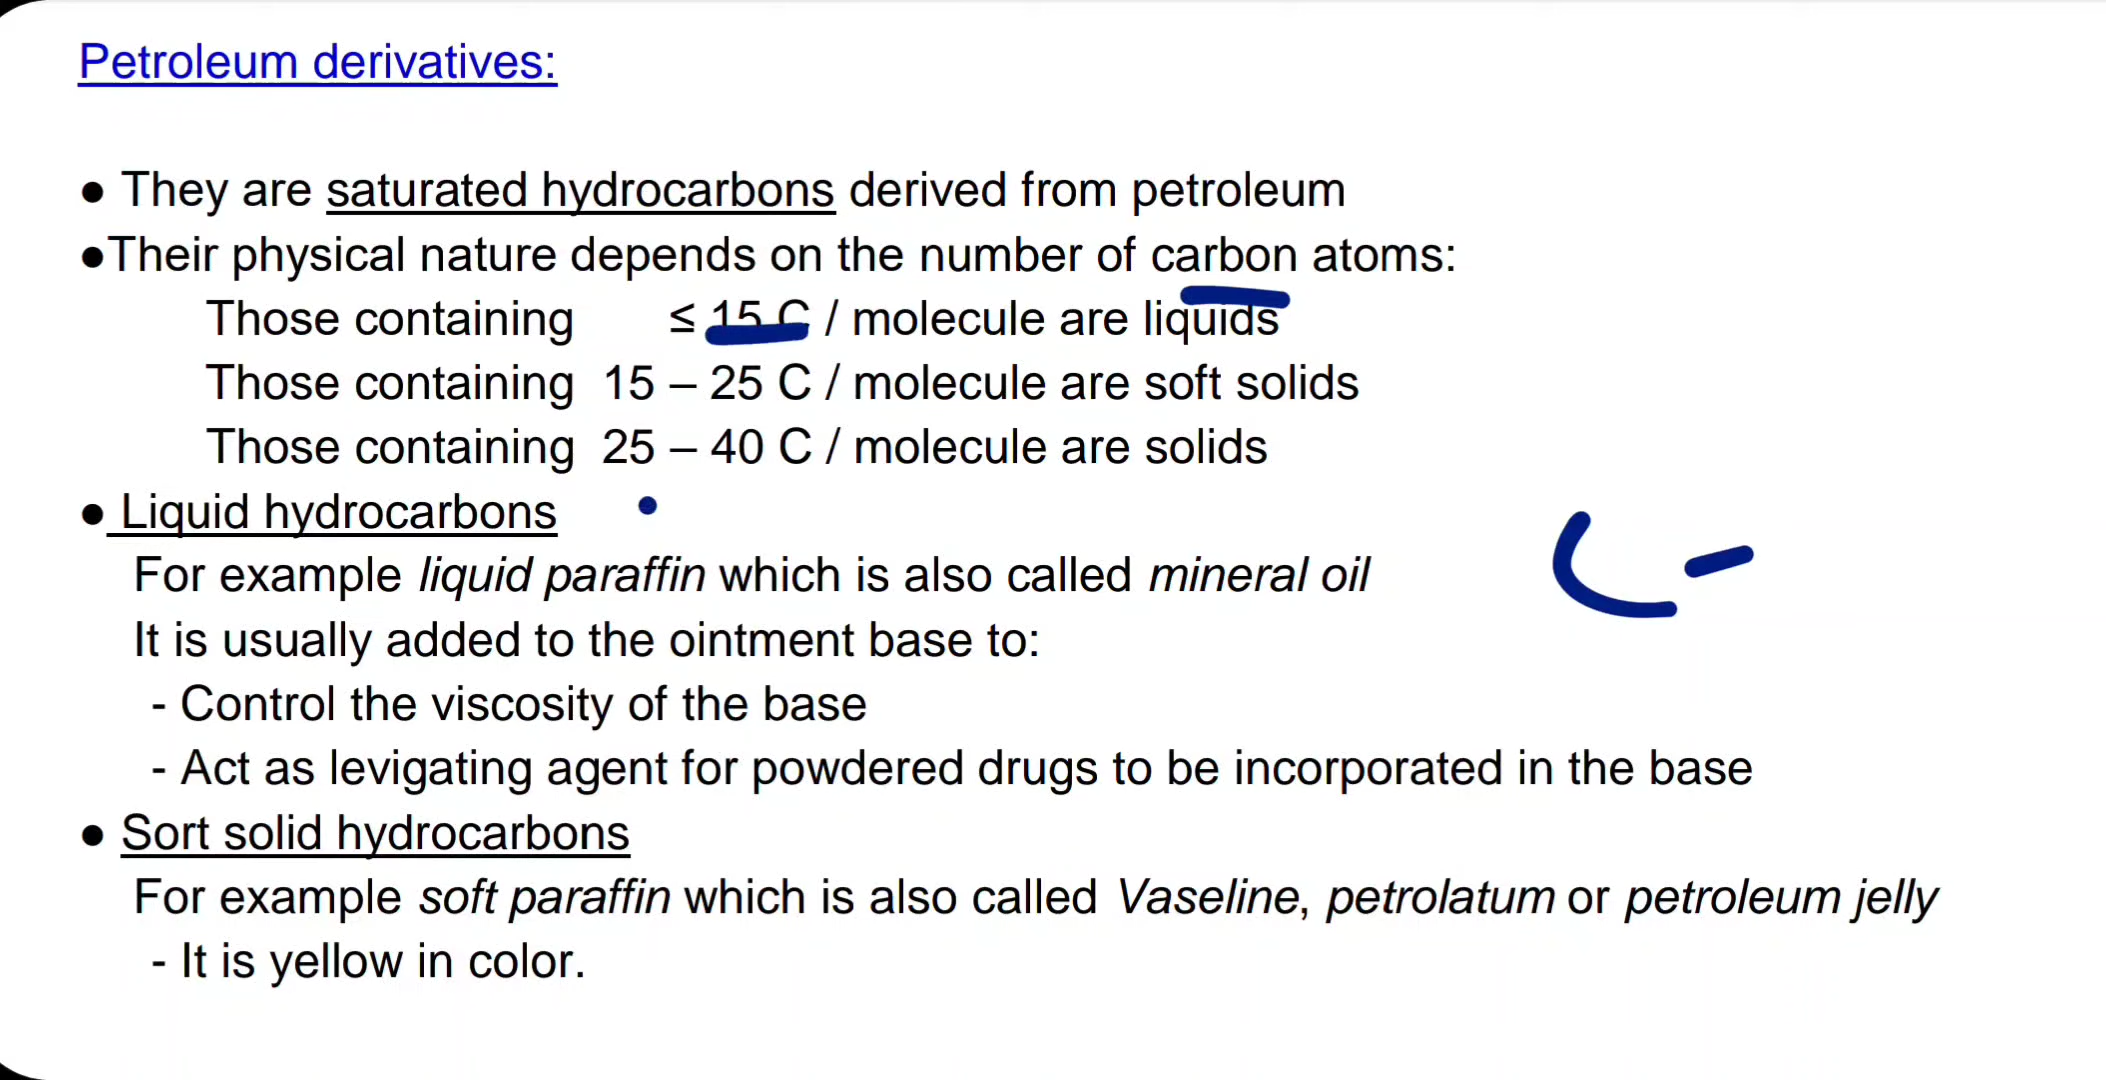 Petroleum derivatives:
● They are saturated hydrocarbons derived from petroleum
●Their physical nature depends on the number of carbon atoms:
Those containing ≤ 15 C / molecule are liquids
Those containing 15 – 25 C / molecule are soft solids
Those containing 25 – 40 C / molecule are solids
● Liquid hydrocarbons
For example liquid paraffin which is also called mineral oil
It is usually added to the ointment base to:
- Control the viscosity of the base
- Act as levigating agent for powdered drugs to be incorporated in the base
● Sort solid hydrocarbons
For example soft paraffin which is also called Vaseline, petrolatum or petroleum jelly
- It is yellow in color.